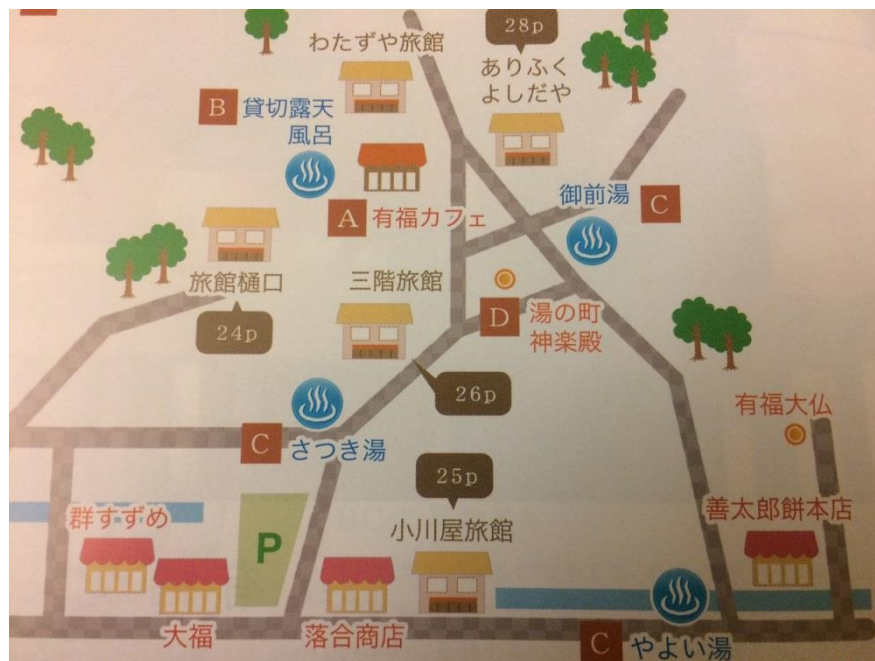 28p
わたずや旅館
ありふく
よしだや
B 貸切露天
風呂
御前湯 C
A 有福カフェ
旅館樋口
三階旅館
24p
D 湯の町
神楽殿
26p
有福大仏
C さつき湯
25p
群すずめ
P
小川屋旅館
善太郎餅本店
大福
落合商店
C やよい湯